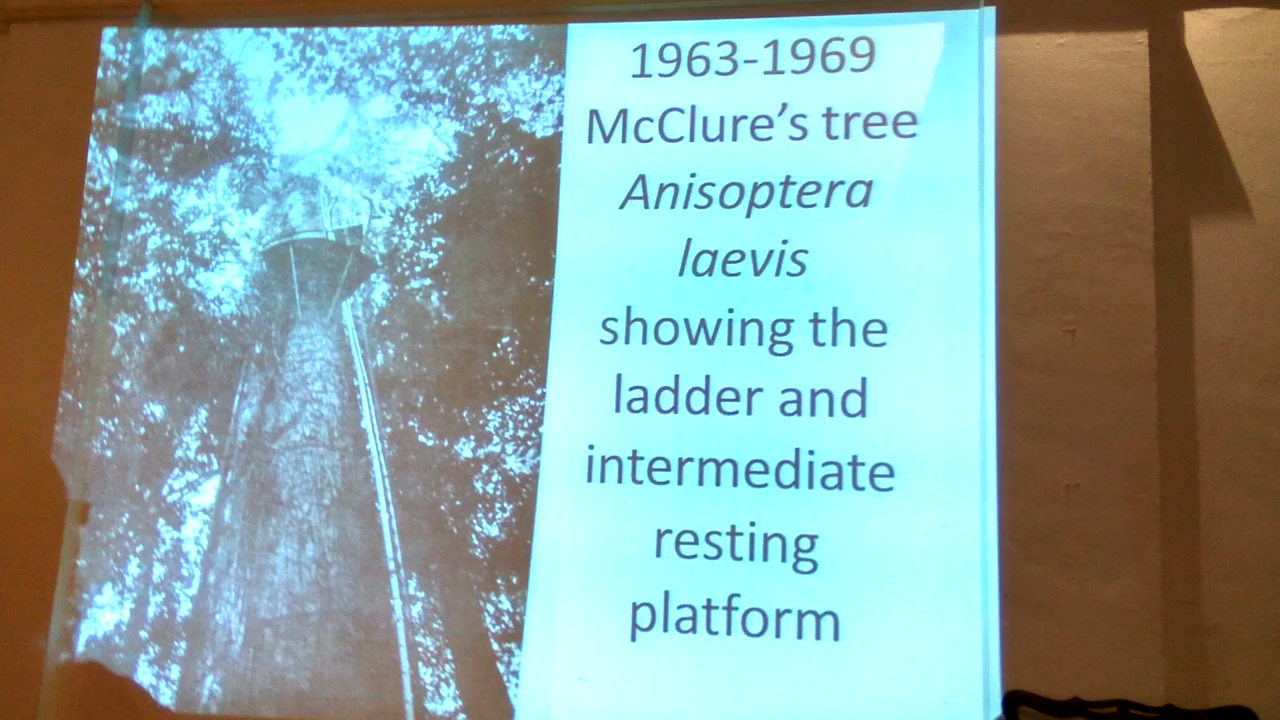 1963-1969
McClure's tree
Anisoptera
laevis
showing the
ladder and
intermediate
resting
platform